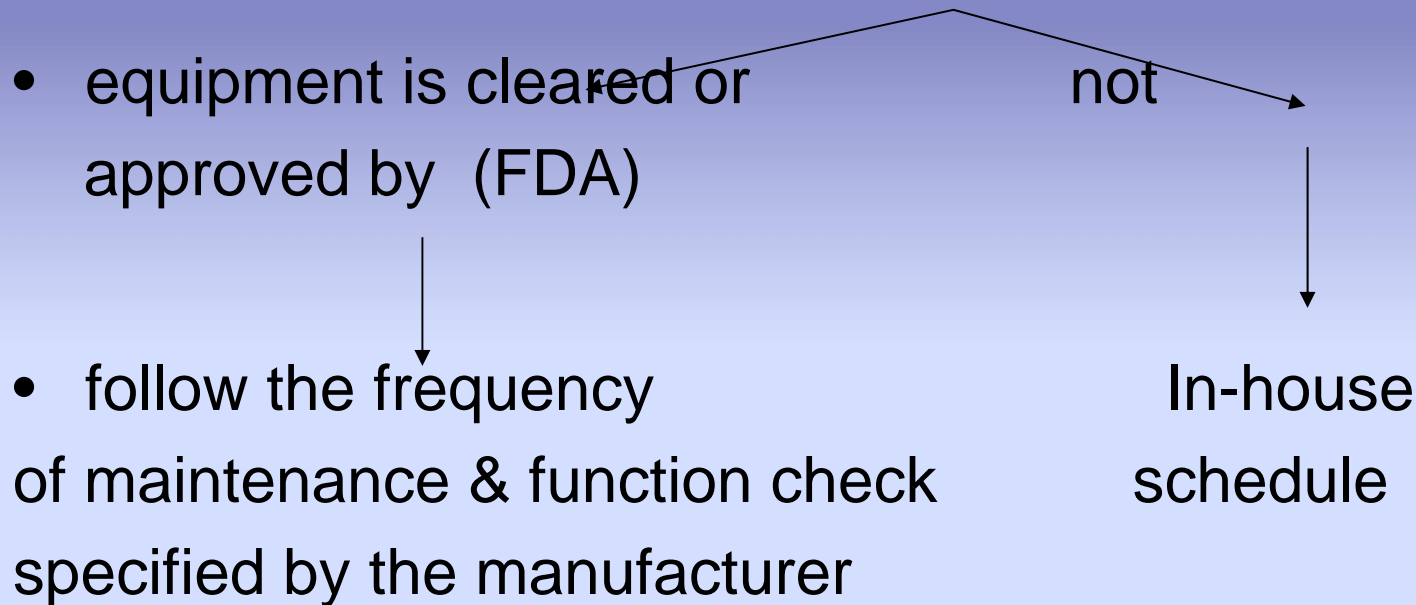 • equipment is cleared or not
approved by (FDA)
• follow the frequency In-house
of maintenance & function check schedule
specified by the manufacturer